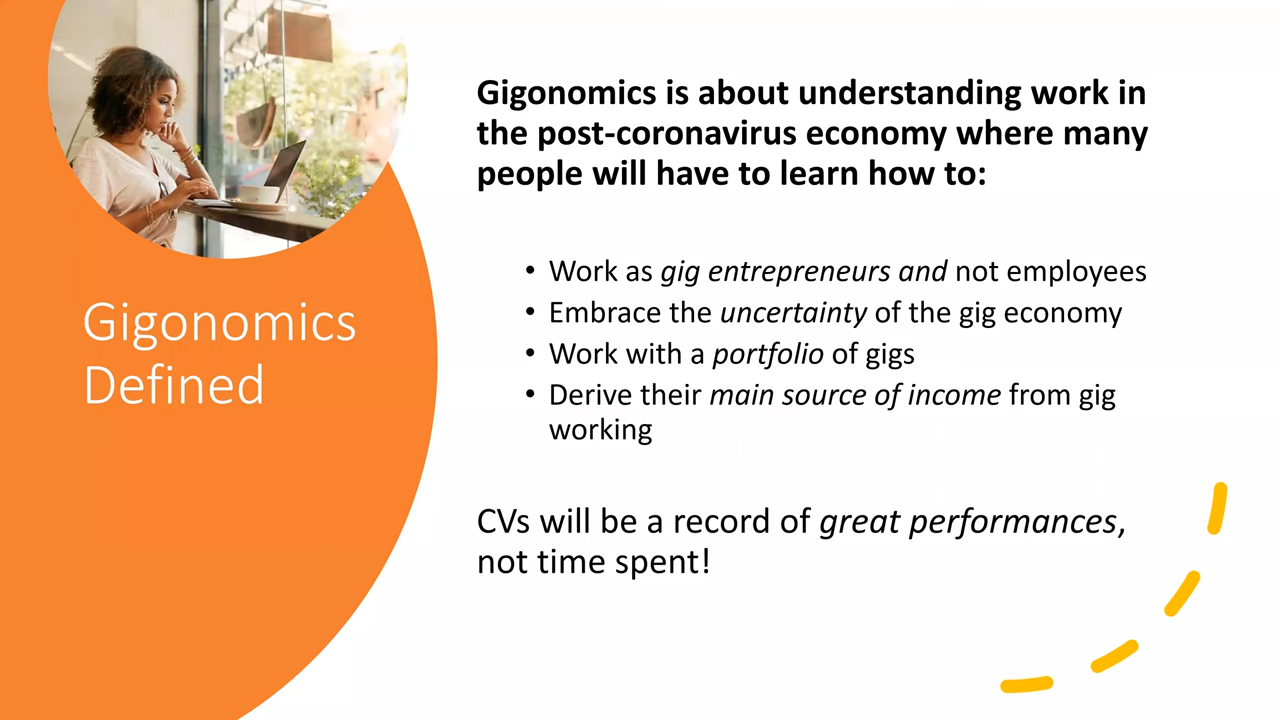 Gigonomics
Defined
Gigonomics is about understanding work in
the post-coronavirus economy where many
people will have to learn how to:
• Work as gig entrepreneurs and not employees
• Embrace the uncertainty of the gig economy
• Work with a portfolio of gigs
• Derive their main source of income from gig
working
CVs will be a record of great performances,
not time spent!